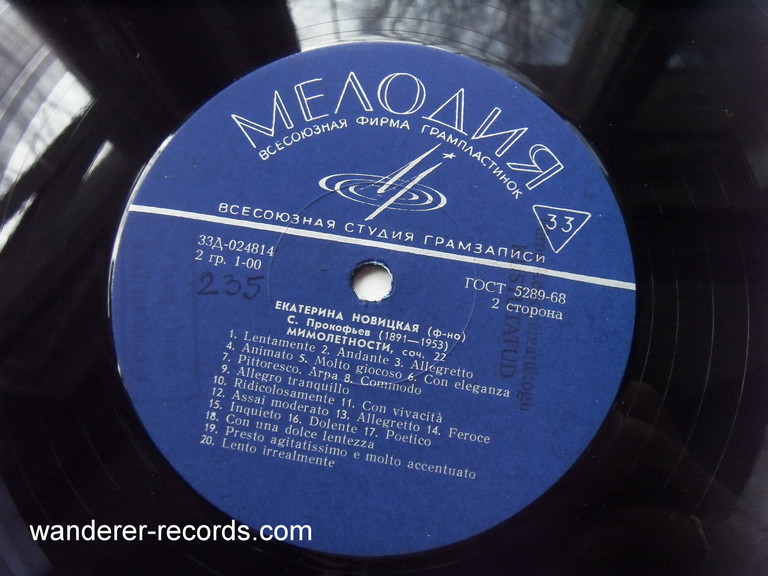 МЕЛОДИЯ
ВСЕСОЮЗНАЯ ФИРМА ГРАМПЛАСТИНОК
33
ВСЕСОЮЗНАЯ СТУДИЯ ГРАМЗАПИСИ
33Д-024814
2 гр. 1-00
235
ГОСТ 5289-68
2 сторона
ЕКАТЕРИНА НОВИЦКАЯ (ф-но)
С. Прокофьев (1891—1953)
МИМОЛЕТНОСТИ, соч. 22
1. Lentamente 2. Andante 3. Allegretto
4. Animato 5. Molto giocoso 6. Con eleganza
7. Pittoresco. Arpa 8. Commodo
9. Allegro tranquillo
10. Ridicolosamente 11. Con vivacità
12. Assai moderato 13. Allegretto 14. Feroce
15. Inquieto 16. Dolente 17. Poetico
18. Con una dolce lentezza
19. Presto agitatissimo e molto accentuato
20. Lento irrealmente
wanderer-records.com